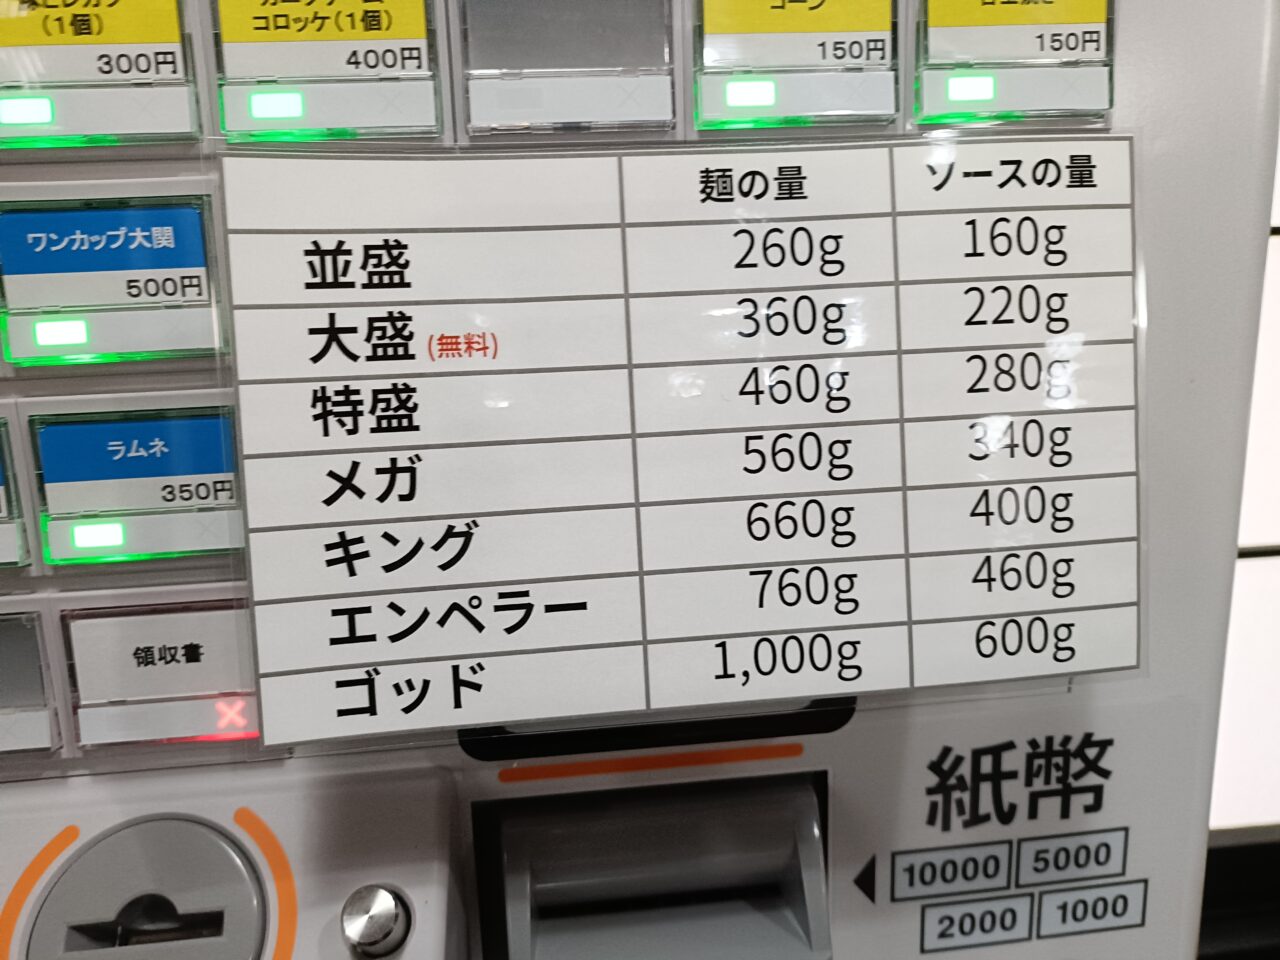 (1個)
300円
コロッケ(1個)
400円
コーン
150円
150円
麺の量 ソースの量
並盛 260g 160g
大盛(無料) 360g 220g
特盛 460g 280g
メガ 560g 340g
キング 660g 400g
エンペラー 760g 460g
ゴッド 1,000g 600g
ワンカップ大関
500円
ラムネ
350円
領収書
×
紙幣
10000 5000
2000 1000